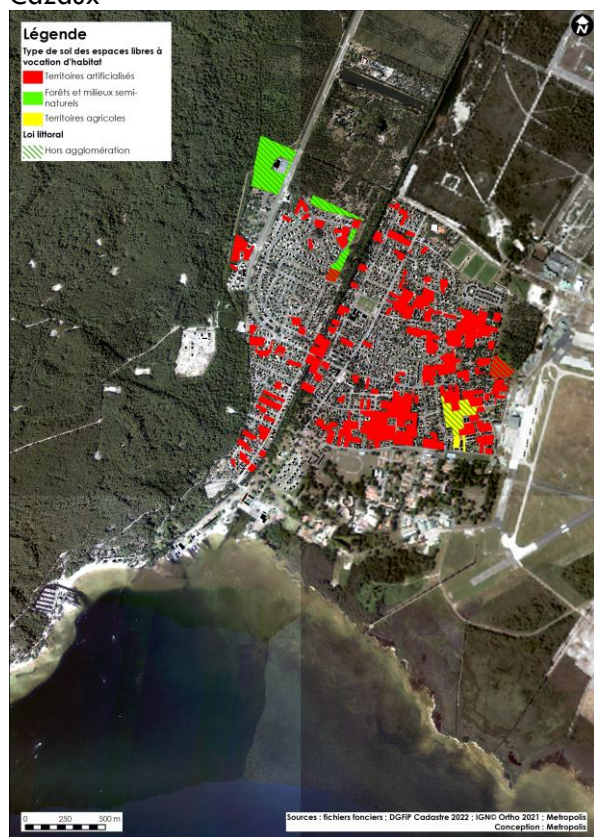 Cazaux
Légende
Type de sol des espaces libres à
vocation d'habitat
Territoires artificialisés
Forêts et milieux semi-
naturels
Territoires agricoles
Loi littoral
Hors agglomération
N
0 250 500 m
Sources : fichiers fonciers ; DGFiP Cadastre 2022 ; IGN© Ortho 2021 ; Metropolis
Conception : Metropolis